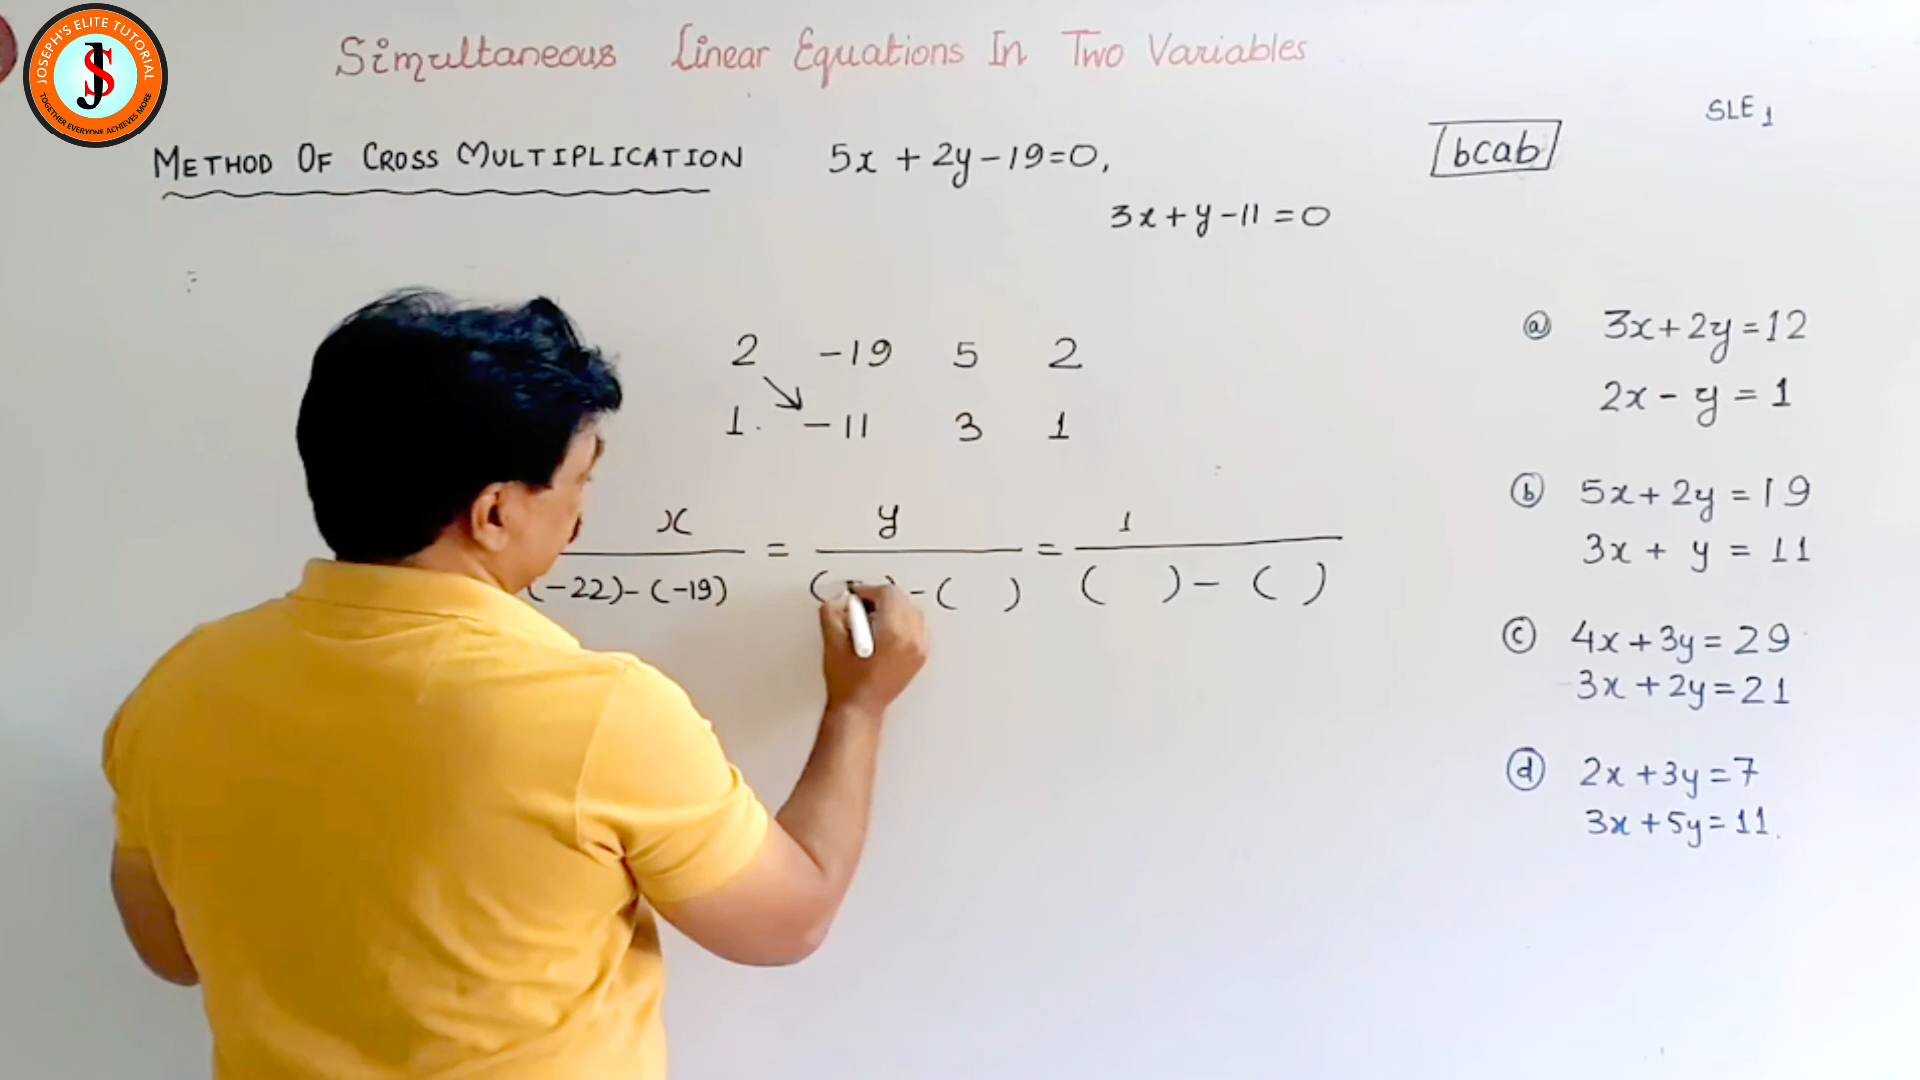 JOSEPH'S ELITE TUTORIAL
JS
TOGETHER EVERYONE ACHIEVES MORE
Simultaneous Linear Equations In Two Variables
SLE 1
METHOD OF CROSS MULTIPLICATION 5x + 2y - 19 = 0,
3x + y - 11 = 0
bcab
2 -19 5 2
1. -11 3 1
x = y = 1
(-22) - (-19) ( ) - ( ) ( ) - ( )
(a) 3x + 2y = 12
2x - y = 1
(b) 5x + 2y = 19
3x + y = 11
(c) 4x + 3y = 29
3x + 2y = 21
(d) 2x + 3y = 7
3x + 5y = 11.